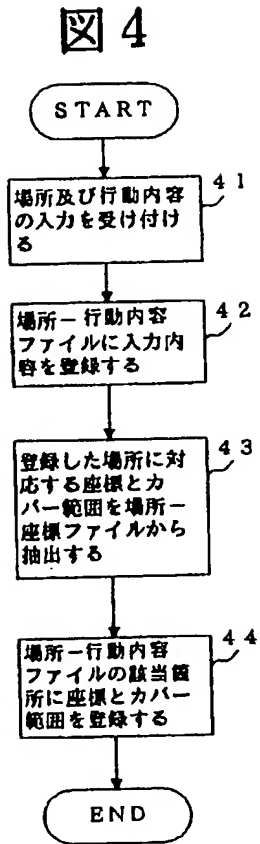 図4
START
41
場所及び行動内容
の入力を受け付け
る
42
場所－行動内容
ファイルに入力内
容を登録する
43
登録した場所に対
応する座標とカ
バー範囲を場所－
座標ファイルから
抽出する
44
場所－行動内容
ファイルの該当箇
所に座標とカバー
範囲を登録する
END